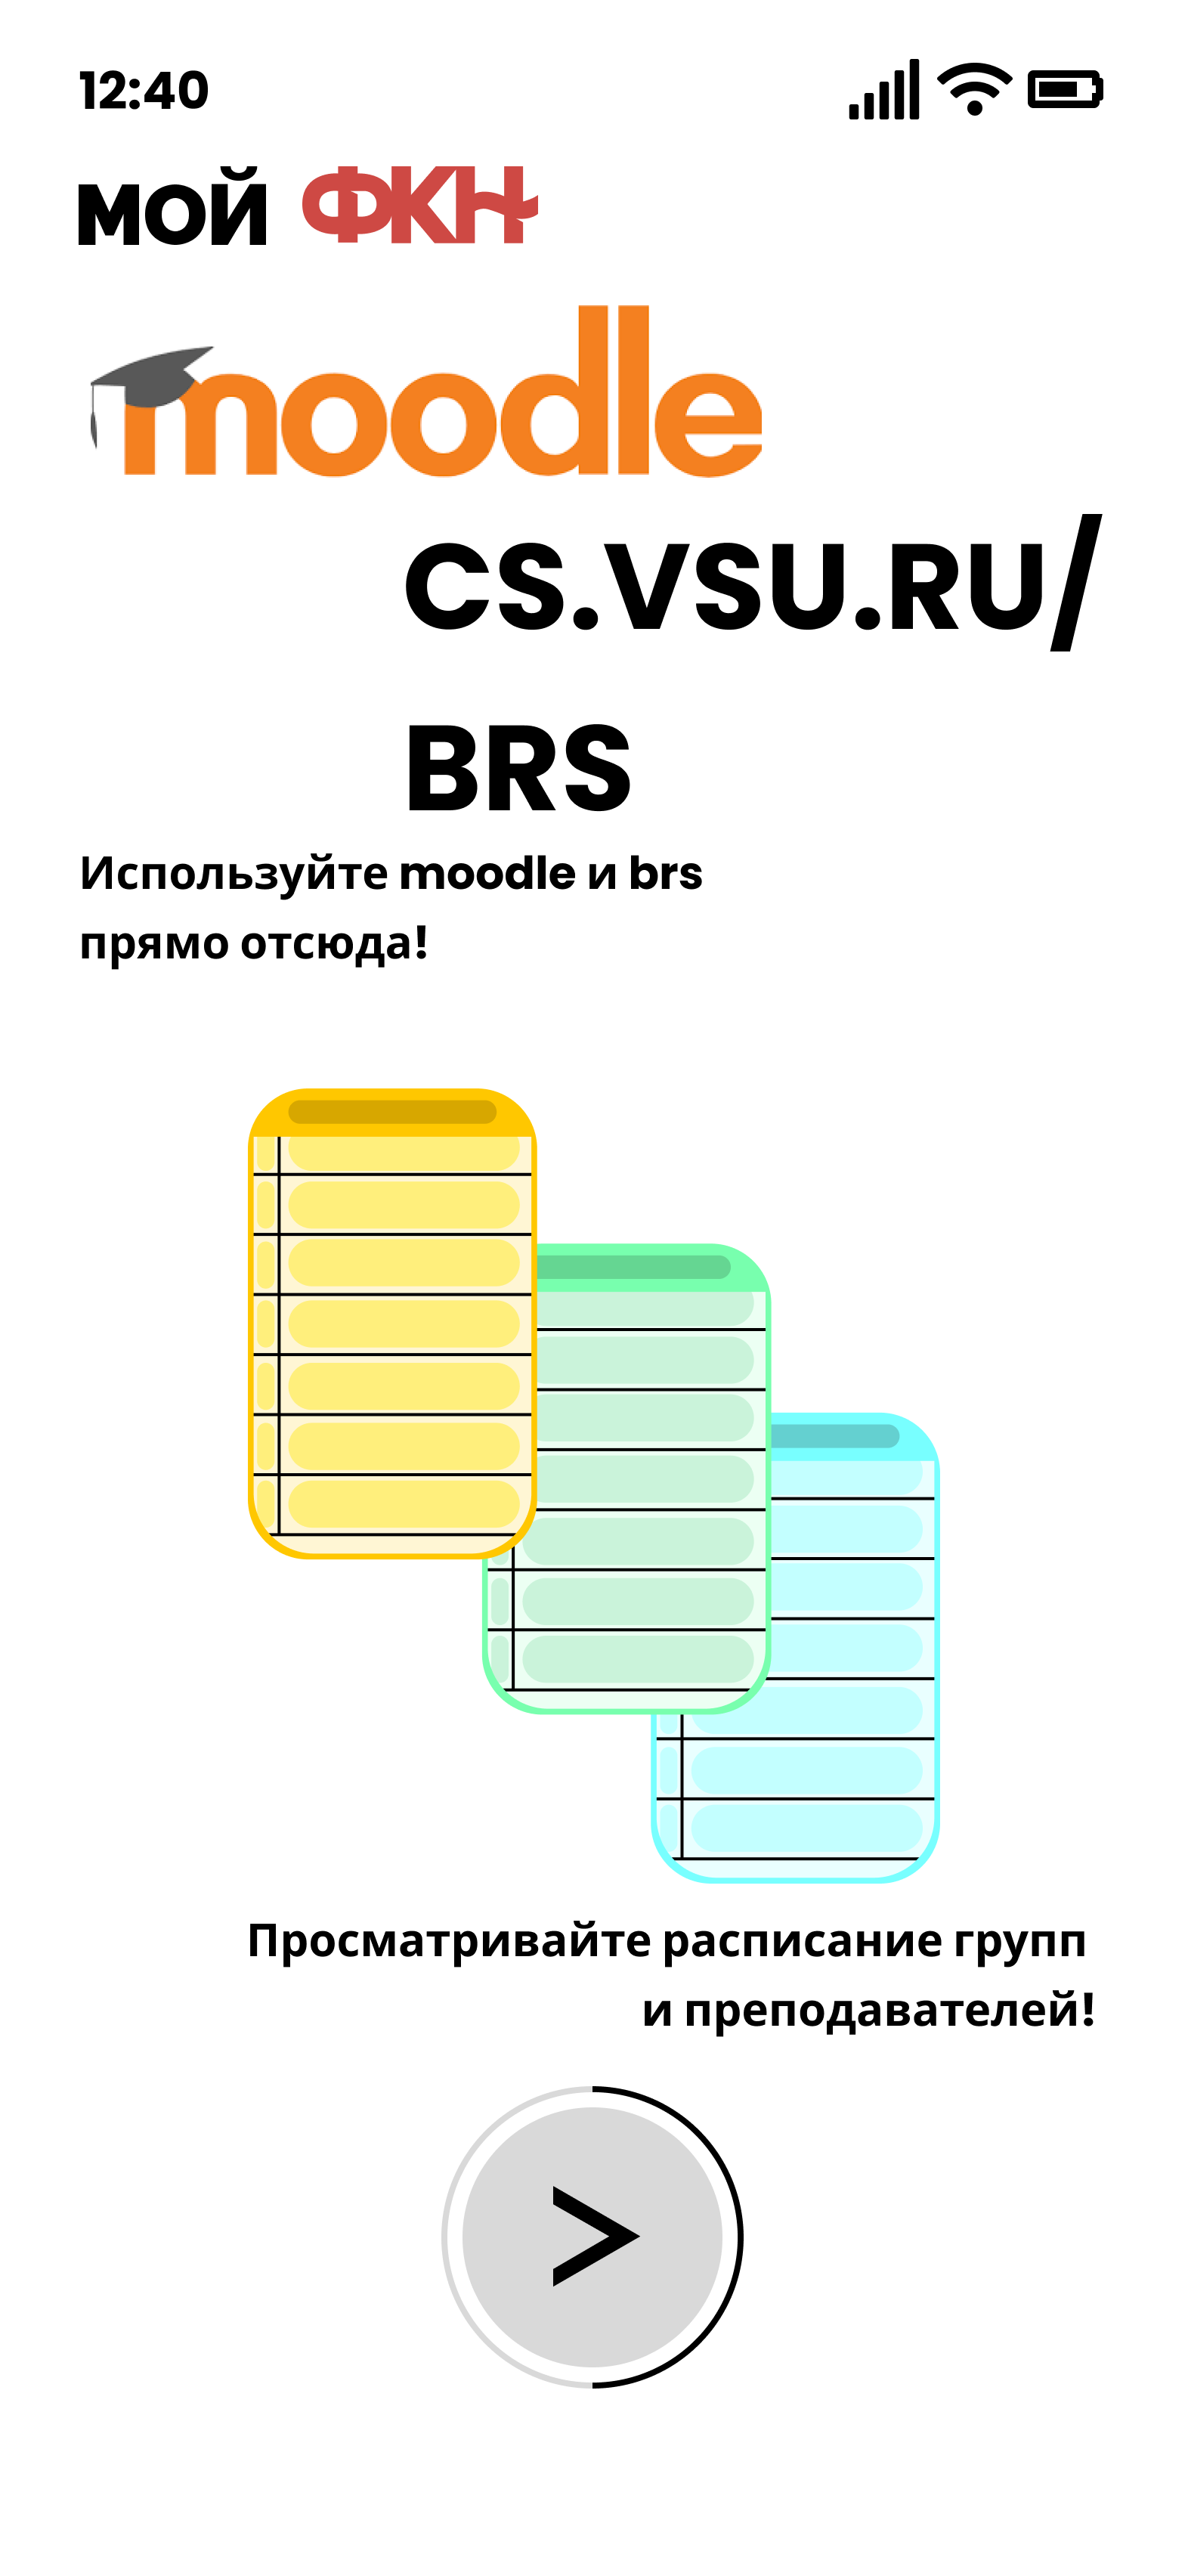 12:40
МОЙ ФКН
moodle
CS.VSU.RU/
BRS
Используйте moodle и brs
прямо отсюда!
Просматривайте расписание групп
и преподавателей!
>